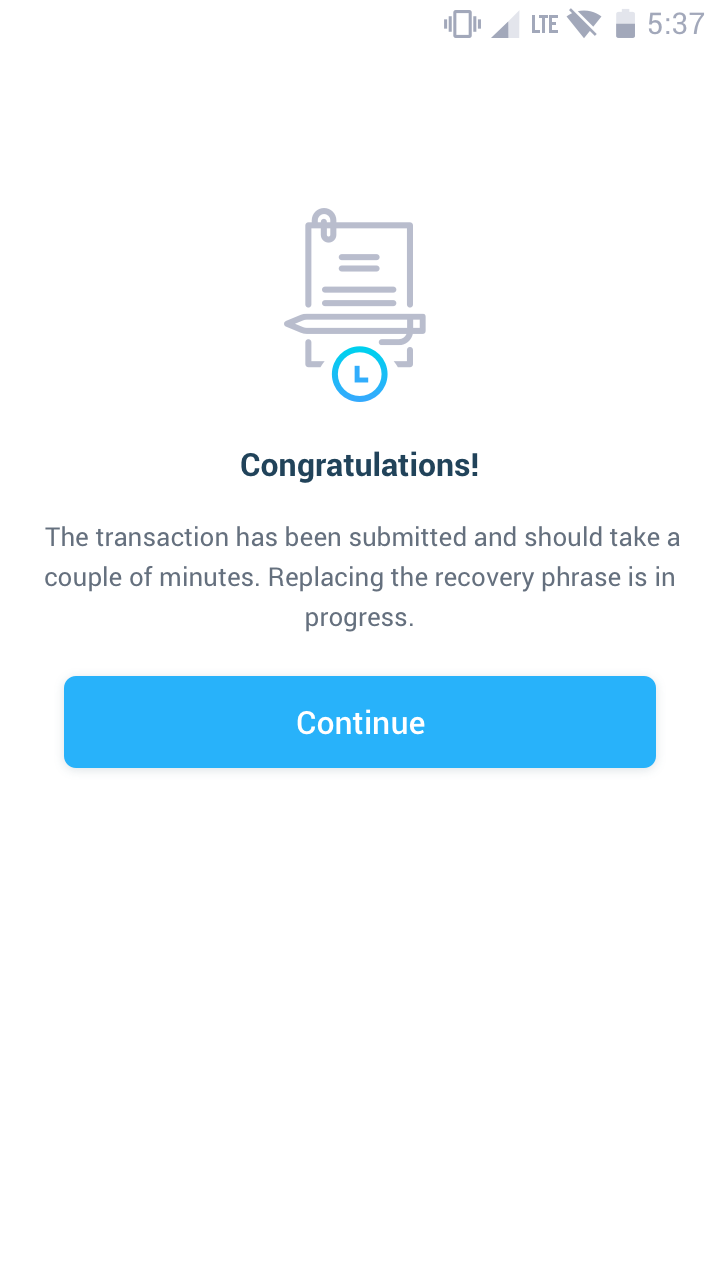 LTE 5:37
Congratulations!
The transaction has been submitted and should take a
couple of minutes. Replacing the recovery phrase is in
progress.
Continue